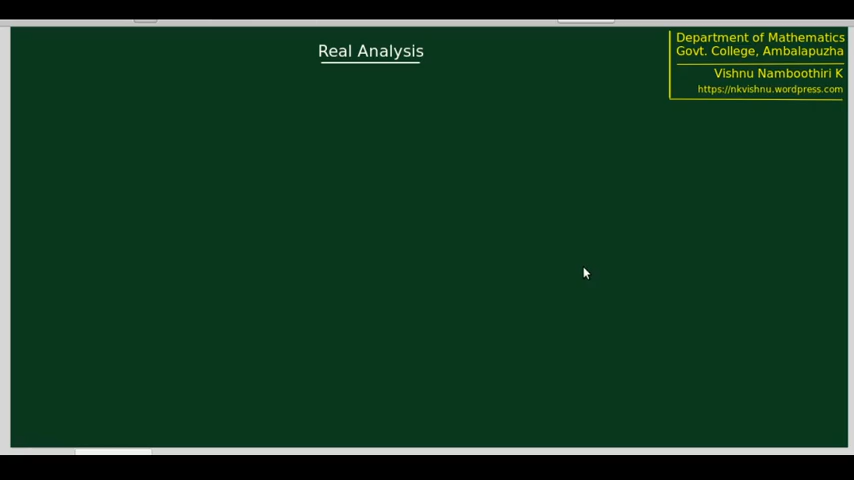 Real Analysis
Department of Mathematics
Govt. College, Ambalapuzha
Vishnu Namboothiri K
https://nkvishnu.wordpress.com